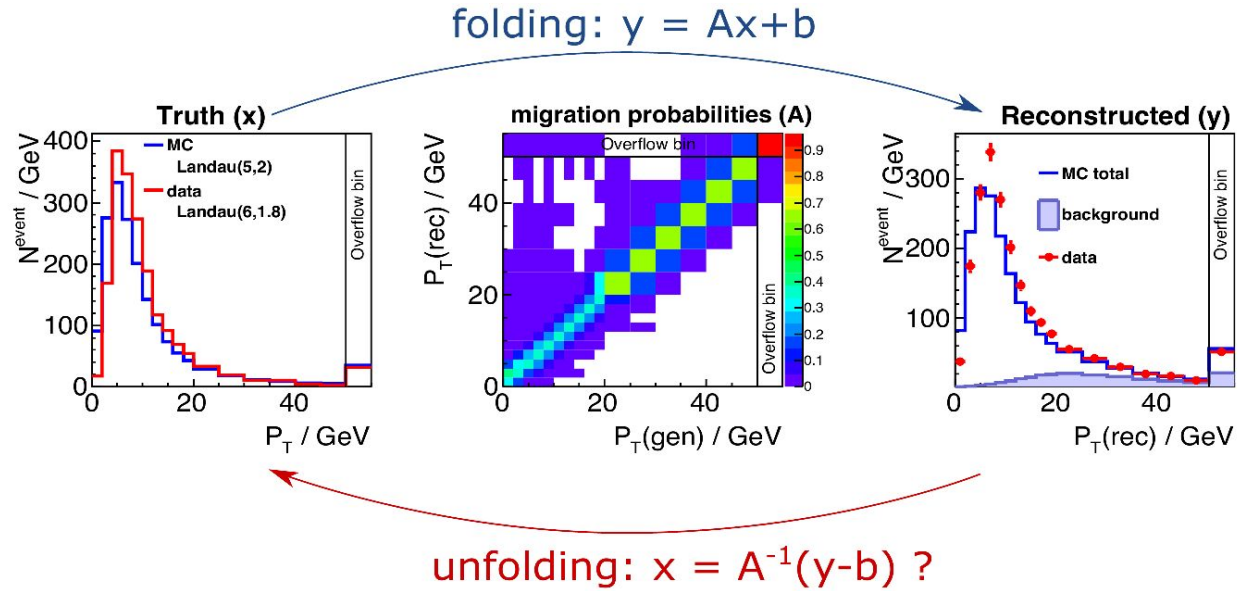 folding: y = Ax+b
Truth (x)
N^event / GeV
400
300
200
100
0
MC
Landau(5,2)
data
Landau(6,1.8)
Overflow bin
0 20 40
P_T / GeV
migration probabilities (A)
P_T(rec) / GeV
40
20
0
Overflow bin
Overflow bin
0.9
0.8
0.7
0.6
0.5
0.4
0.3
0.2
0.1
0
0 20 40
P_T(gen) / GeV
Reconstructed (y)
N^event / GeV
300
200
100
MC total
background
data
Overflow bin
0 20 40
P_T(rec) / GeV
unfolding: x = A^-1(y-b) ?